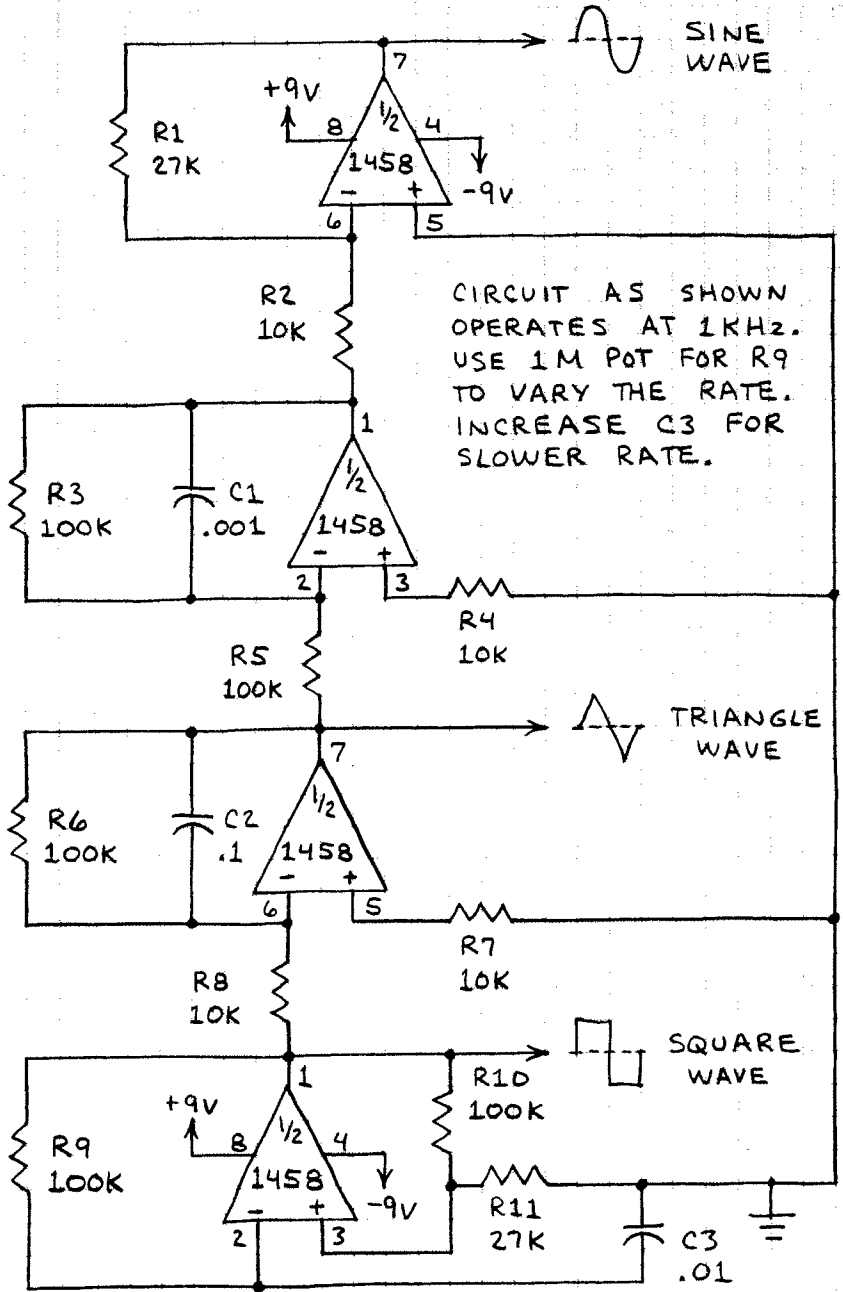 SINE
WAVE
7
+9V
8
1/2
4
1458
-9V
-
+
6
5
R1
27K
R2
10K
CIRCUIT AS SHOWN
OPERATES AT 1KHz.
USE 1M POT FOR R9
TO VARY THE RATE.
INCREASE C3 FOR
SLOWER RATE.
1
1/2
1458
-
+
2
3
R3
100K
C1
.001
R4
10K
R5
100K
TRIANGLE
WAVE
7
1/2
1458
-
+
6
5
R6
100K
C2
.1
R7
10K
R8
10K
SQUARE
WAVE
1
R10
100K
+9V
8
1/2
4
1458
-9V
-
+
2
3
R9
100K
R11
27K
C3
.01